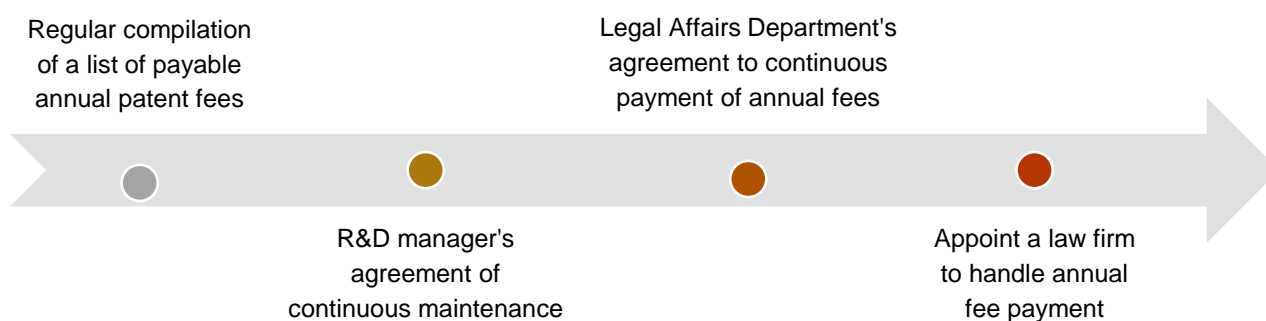 Regular compilation
of a list of payable
annual patent fees
R&D manager's
agreement of
continuous maintenance
Legal Affairs Department's
agreement to continuous
payment of annual fees
Appoint a law firm
to handle annual
fee payment